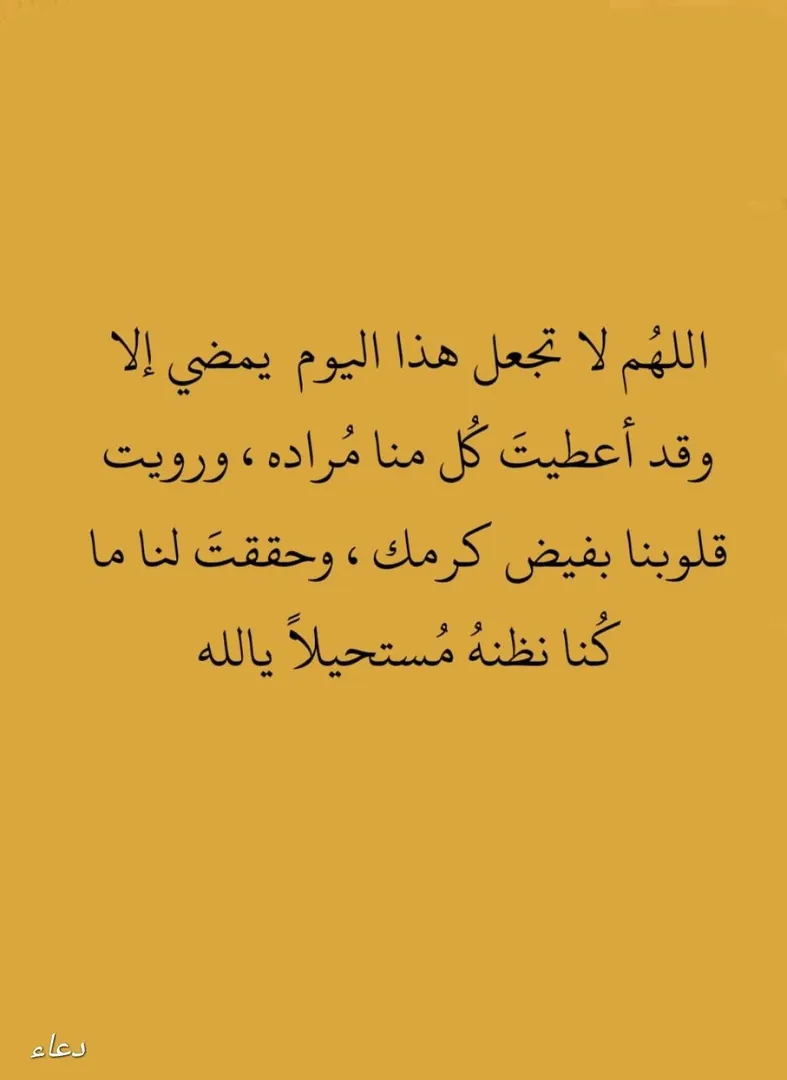 اللهُم لا تجعل هذا اليوم يمضي إلا
وقد أعطيتَ كُل منا مُراده ، ورويت
قلوبنا بفيض كرمك ، وحققتَ لنا ما
كُنا نظنهُ مُستحيلاً يالله
دعاء